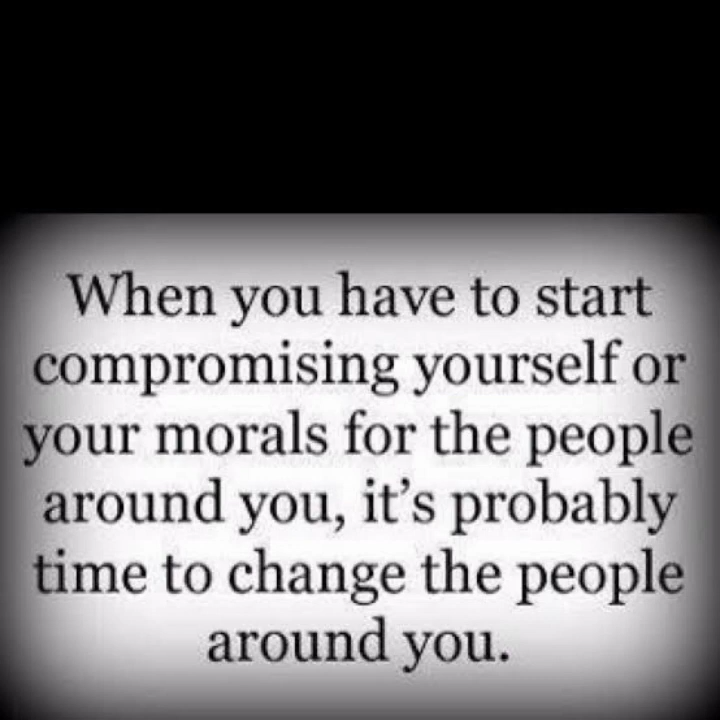 When you have to start
compromising yourself or
your morals for the people
around you, it’s probably
time to change the people
around you.